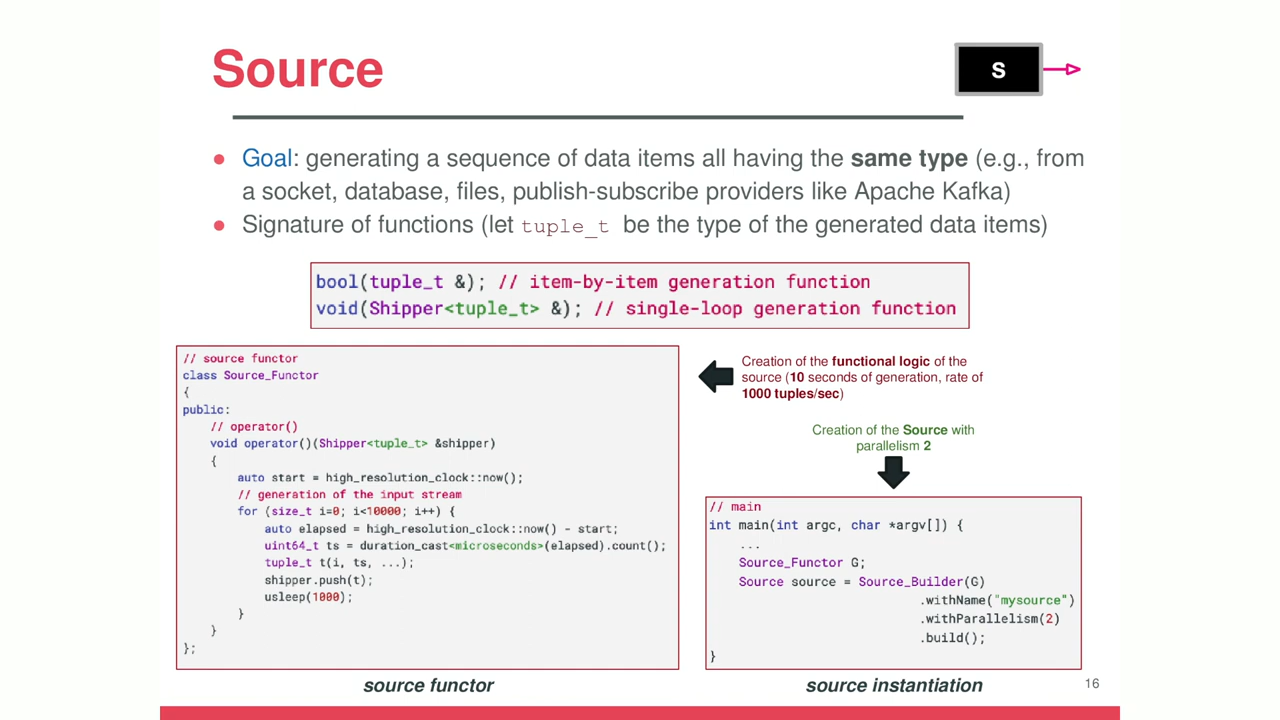 Source
S
● Goal: generating a sequence of data items all having the same type (e.g., from
a socket, database, files, publish-subscribe providers like Apache Kafka)
● Signature of functions (let tuple_t be the type of the generated data items)
bool(tuple_t &); // item-by-item generation function
void(Shipper<tuple_t> &); // single-loop generation function
// source functor
class Source_Functor
{
public:
    // operator()
    void operator()(Shipper<tuple_t> &shipper)
    {
        auto start = high_resolution_clock::now();
        // generation of the input stream
        for (size_t i=0; i<10000; i++) {
            auto elapsed = high_resolution_clock::now() - start;
            uint64_t ts = duration_cast<microseconds>(elapsed).count();
            tuple_t t(i, ts, ...);
            shipper.push(t);
            usleep(1000);
        }
    }
};
source functor
Creation of the functional logic of the
source (10 seconds of generation, rate of
1000 tuples/sec)
Creation of the Source with
parallelism 2
// main
int main(int argc, char *argv[]) {
    ...
    Source_Functor G;
    Source source = Source_Builder(G)
                            .withName("mysource")
                            .withParallelism(2)
                            .build();
}
source instantiation
16